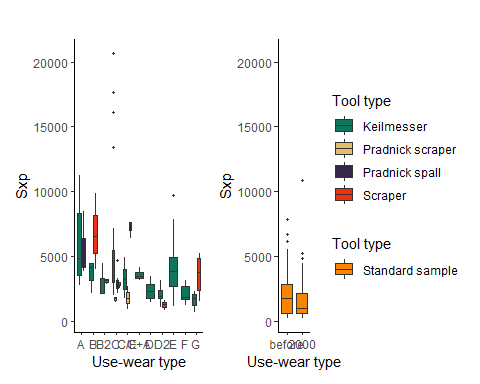 20000
15000
10000
5000
0
Sxp
A
F
G
Use-wear type
20000
15000
10000
5000
0
Sxp
Use-wear type
Tool type
Keilmesser
Pradnick scraper
Pradnick spall
Scraper
Tool type
Standard sample